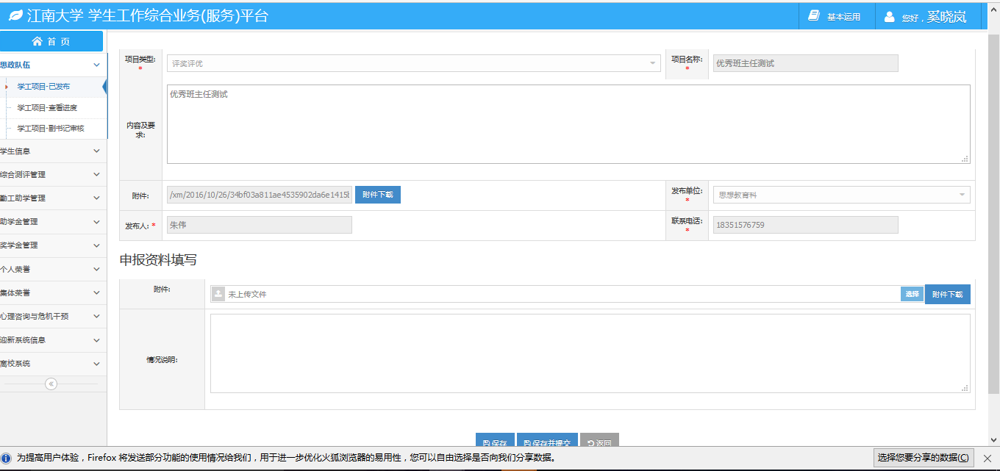 江南大学 学生工作综合业务(服务)平台
基本运用
您好，奚晓岚
首 页
思政队伍
学工项目-已发布
学工项目-查看进度
学工项目-副书记审核
学生信息
综合测评管理
勤工助学管理
助学金管理
奖学金管理
个人荣誉
集体荣誉
心理咨询与危机干预
迎新系统信息
离校系统
项目类型: *
评奖评优
项目名称: *
优秀班主任测试
内容及要求:
优秀班主任测试
附件:
/xm/2016/10/26/34bf03a811ae4535902da6e1415b
附件下载
发布单位: *
思想教育科
发布人: *
朱伟
联系电话: *
18351576759
申报资料填写
附件:
未上传文件
选择
附件下载
情况说明:
保存
保存并提交
返回
为提高用户体验，Firefox 将发送部分功能的使用情况给我们，用于进一步优化火狐浏览器的易用性，您可以自由选择是否向我们分享数据。
选择您要分享的数据(C)